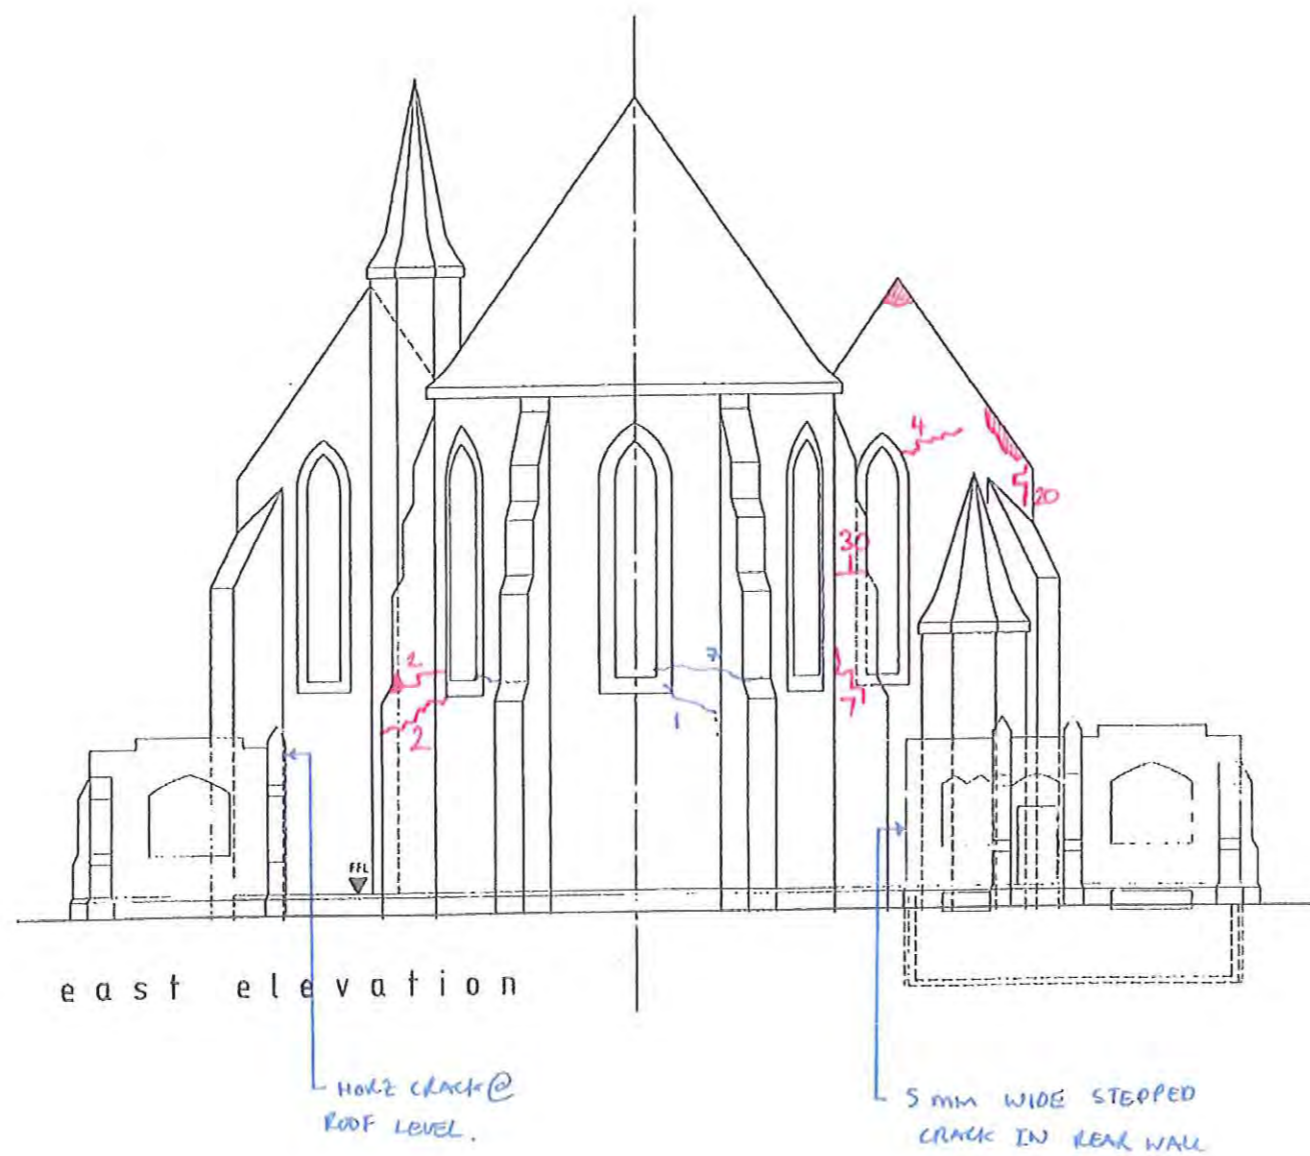 4
20
30
2
7
7
1
2
FFL
east elevation
HORZ CRACK @
ROOF LEVEL.
5 mm WIDE STEPPED
CRACK IN REAR WALL